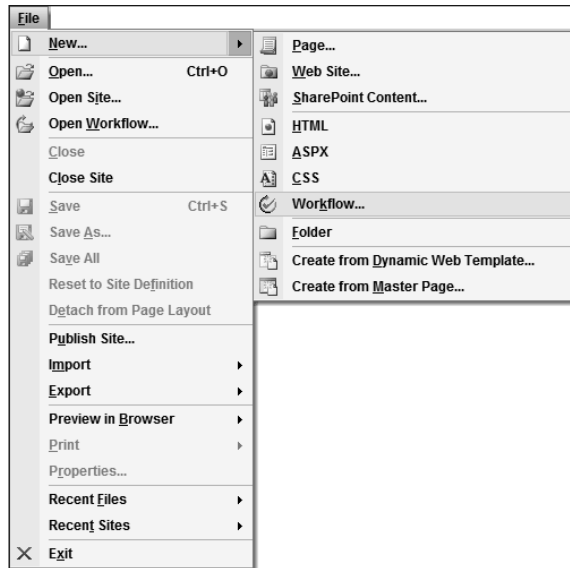 File
New...
Open... Ctrl+O
Open Site...
Open Workflow...
Close
Close Site
Save Ctrl+S
Save As...
Save All
Reset to Site Definition
Detach from Page Layout
Publish Site...
Import
Export
Preview in Browser
Print
Properties...
Recent Files
Recent Sites
Exit
Page...
Web Site...
SharePoint Content...
HTML
ASPX
CSS
Workflow...
Folder
Create from Dynamic Web Template...
Create from Master Page...